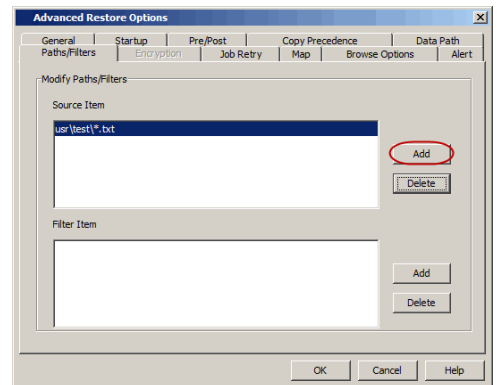 Advanced Restore Options
General Startup Pre/Post Copy Precedence Data Path
Paths/Filters Encryption Job Retry Map Browse Options Alert
Modify Paths/Filters
Source Item
usr\test\*.txt
Add
Delete
Filter Item
Add
Delete
OK Cancel Help